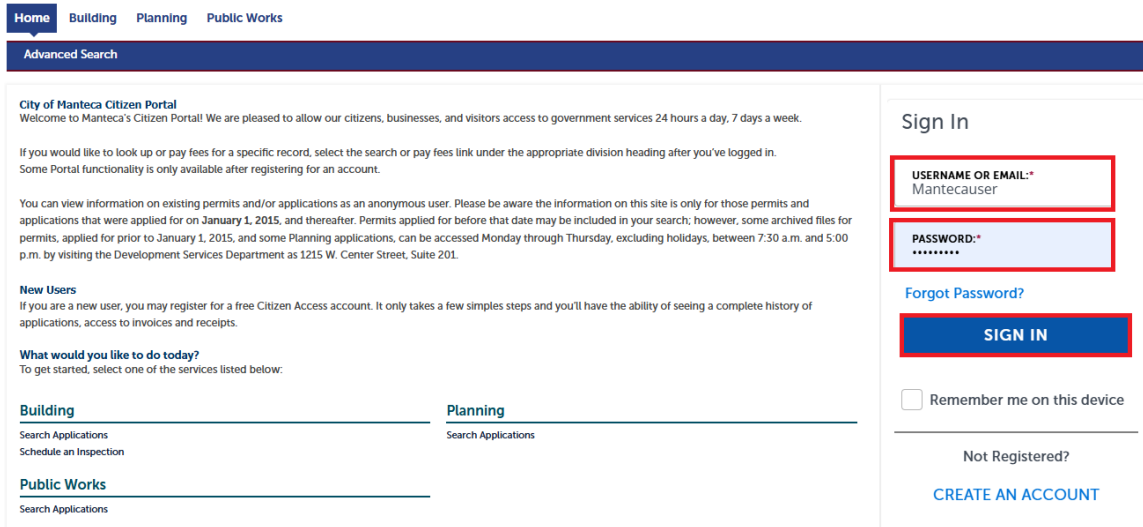 Home Building Planning Public Works
Advanced Search
City of Manteca Citizen Portal
Welcome to Manteca's Citizen Portal! We are pleased to allow our citizens, businesses, and visitors access to government services 24 hours a day, 7 days a week.
If you would like to look up or pay fees for a specific record, select the search or pay fees link under the appropriate division heading after you've logged in.
Some Portal functionality is only available after registering for an account.
You can view information on existing permits and/or applications as an anonymous user. Please be aware the information on this site is only for those permits and
applications that were applied for on January 1, 2015, and thereafter. Permits applied for before that date may be included in your search; however, some archived files for
permits, applied for prior to January 1, 2015, and some Planning applications, can be accessed Monday through Thursday, excluding holidays, between 7:30 a.m. and 5:00
p.m. by visiting the Development Services Department as 1215 W. Center Street, Suite 201.
New Users
If you are a new user, you may register for a free Citizen Access account. It only takes a few simples steps and you'll have the ability of seeing a complete history of
applications, access to invoices and receipts.
What would you like to do today?
To get started, select one of the services listed below:
Building
Search Applications
Schedule an Inspection
Planning
Search Applications
Public Works
Search Applications
Sign In
USERNAME OR EMAIL:*
Mantecauser
PASSWORD:*
•••••••••
Forgot Password?
SIGN IN
Remember me on this device
Not Registered?
CREATE AN ACCOUNT